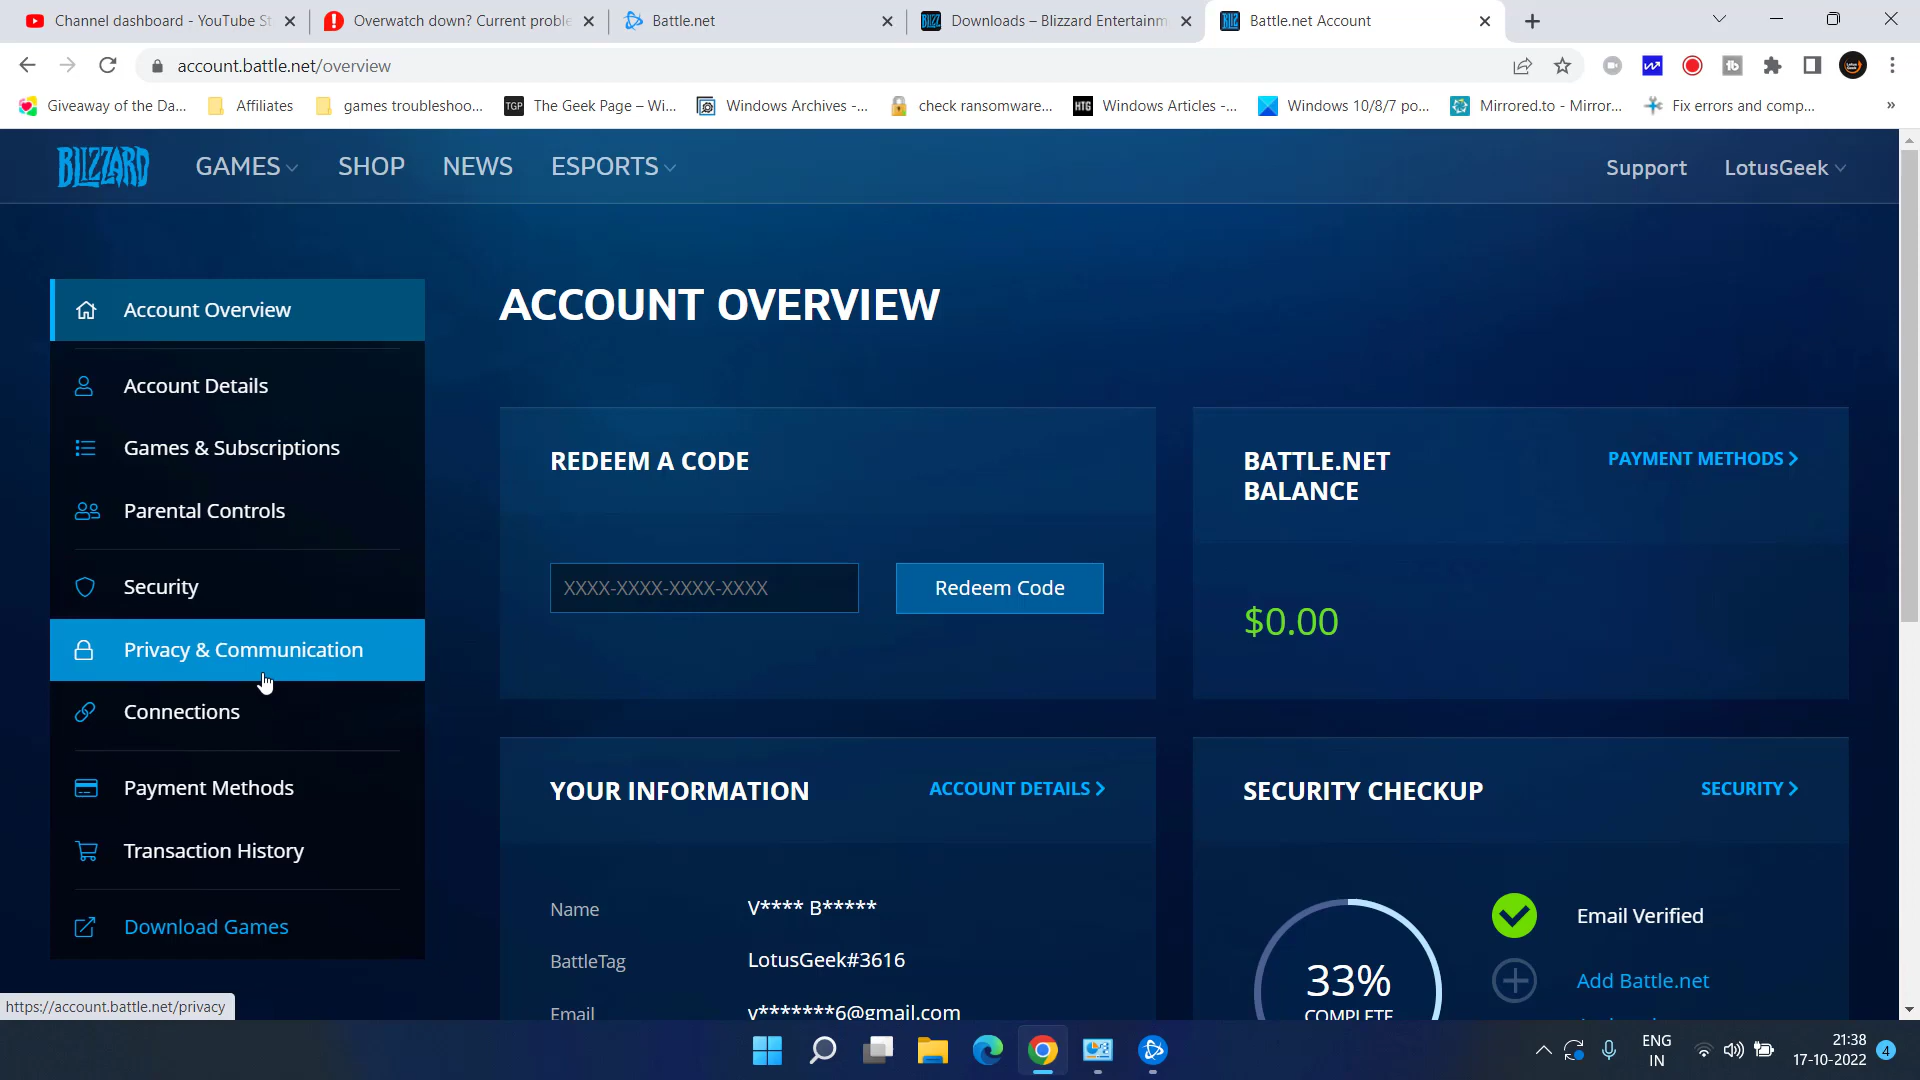 Channel dashboard - YouTube St
Overwatch down? Current proble
Battle.net
Downloads – Blizzard Entertainm
Battle.net Account
account.battle.net/overview
Giveaway of the Da...
Affiliates
games troubleshoo...
TGP
The Geek Page – Wi...
Windows Archives -...
check ransomware...
HTG
Windows Articles -...
Windows 10/8/7 po...
Mirrored.to - Mirror...
Fix errors and comp...
»
BLIZZARD
GAMES
SHOP
NEWS
ESPORTS
Support
LotusGeek
Account Overview
Account Details
Games & Subscriptions
Parental Controls
Security
Privacy & Communication
Connections
Payment Methods
Transaction History
Download Games
ACCOUNT OVERVIEW
REDEEM A CODE
XXXX-XXXX-XXXX-XXXX
Redeem Code
BATTLE.NET
BALANCE
PAYMENT METHODS
$0.00
YOUR INFORMATION
ACCOUNT DETAILS
Name
V**** B*****
BattleTag
LotusGeek#3616
Email
v*******6@gmail.com
SECURITY CHECKUP
SECURITY
33%
COMPLETE
Email Verified
Add Battle.net
https://account.battle.net/privacy
ENG
IN
21:38
17-10-2022
4